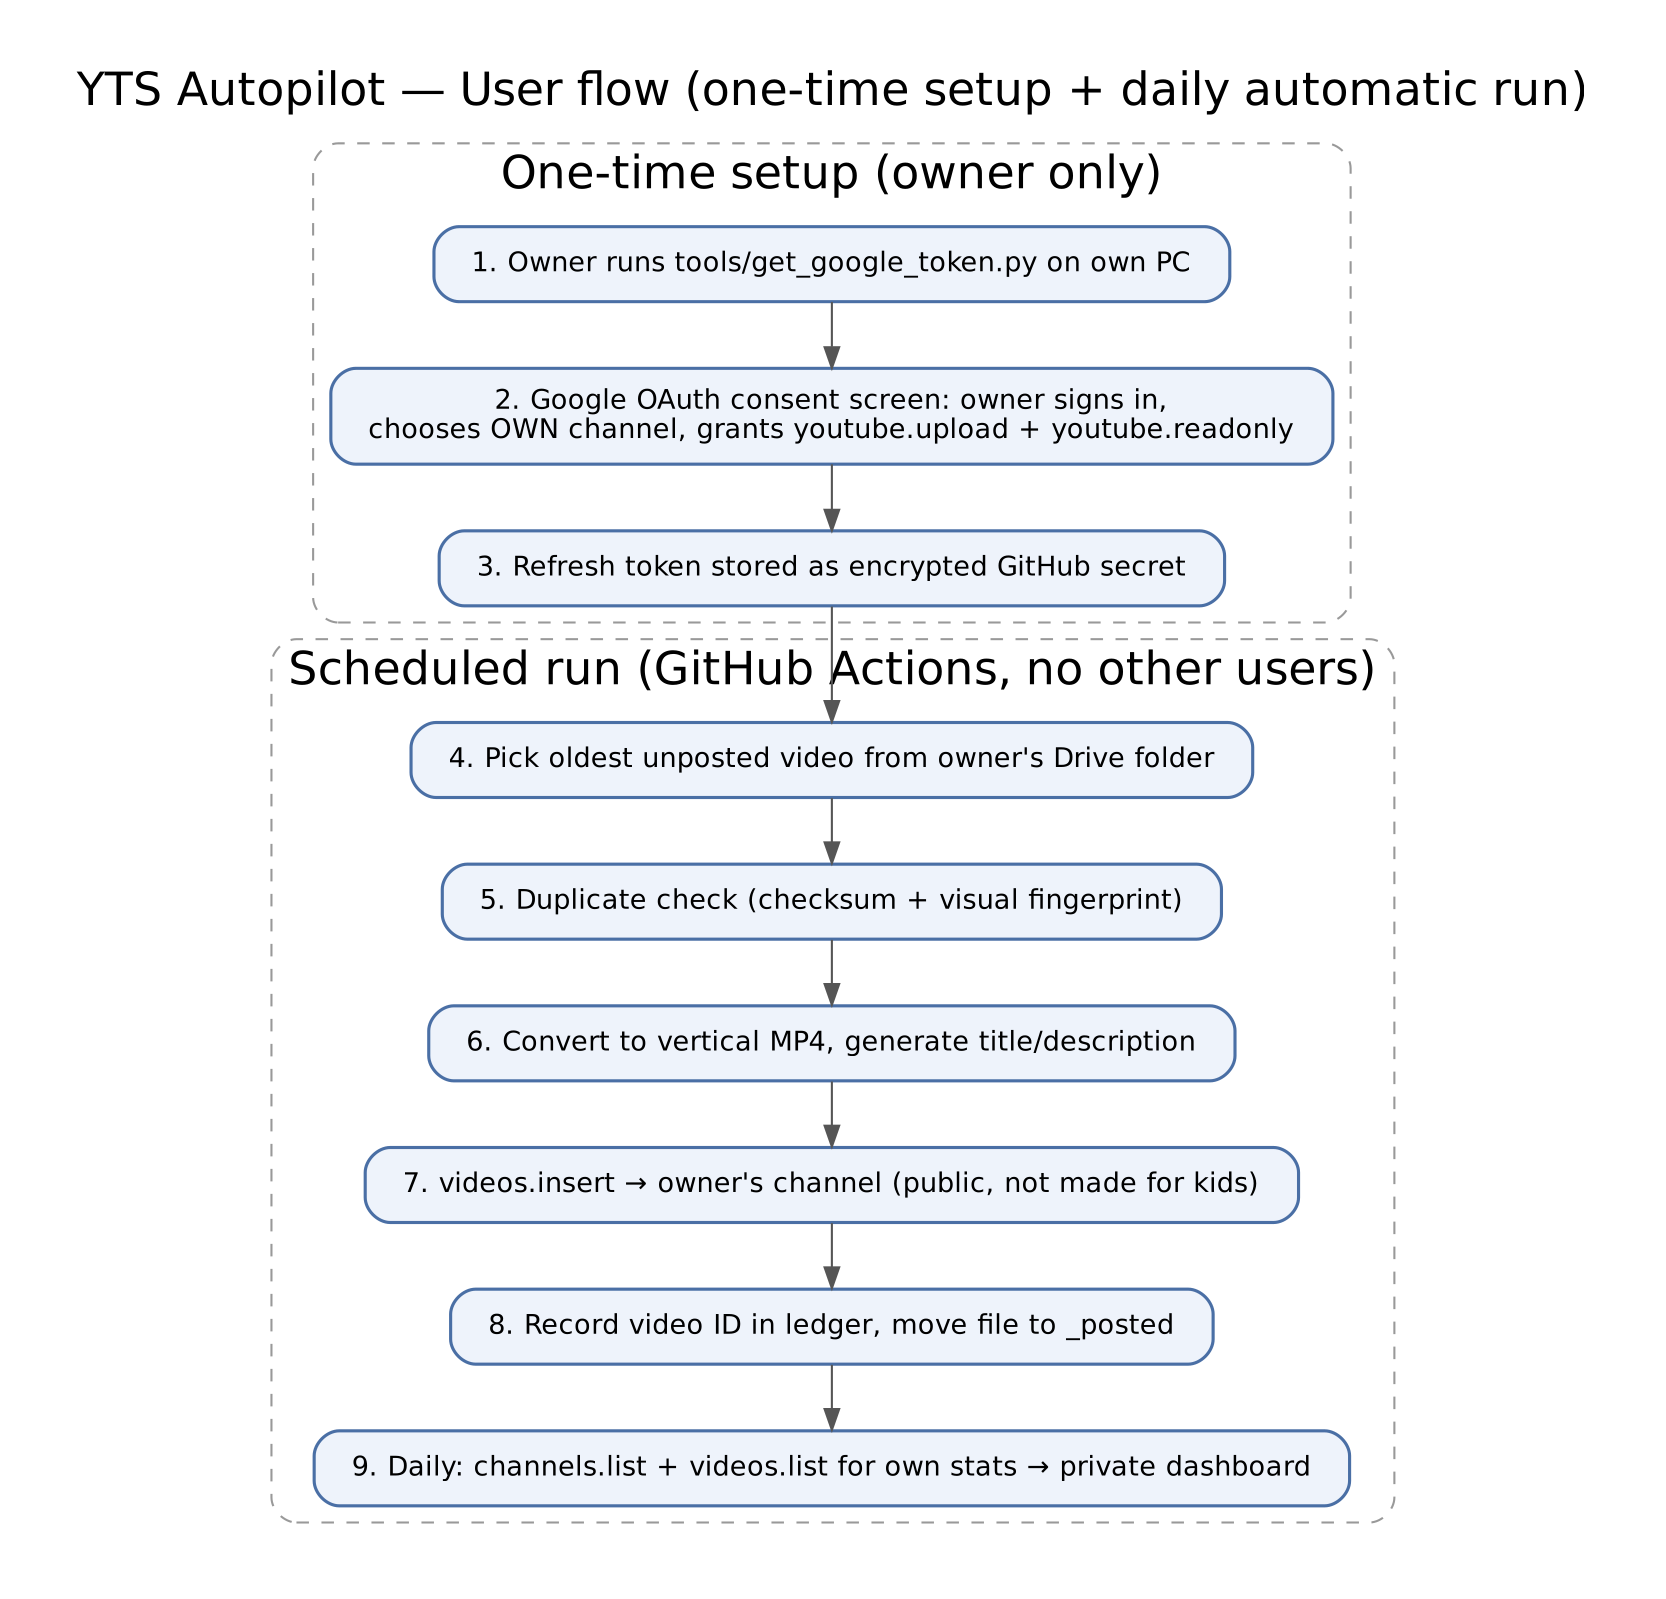 YTS Autopilot — User flow (one-time setup + daily automatic run)
One-time setup (owner only)
1. Owner runs tools/get_google_token.py on own PC
2. Google OAuth consent screen: owner signs in,
chooses OWN channel, grants youtube.upload + youtube.readonly
3. Refresh token stored as encrypted GitHub secret
Scheduled run (GitHub Actions, no other users)
4. Pick oldest unposted video from owner's Drive folder
5. Duplicate check (checksum + visual fingerprint)
6. Convert to vertical MP4, generate title/description
7. videos.insert → owner's channel (public, not made for kids)
8. Record video ID in ledger, move file to _posted
9. Daily: channels.list + videos.list for own stats → private dashboard